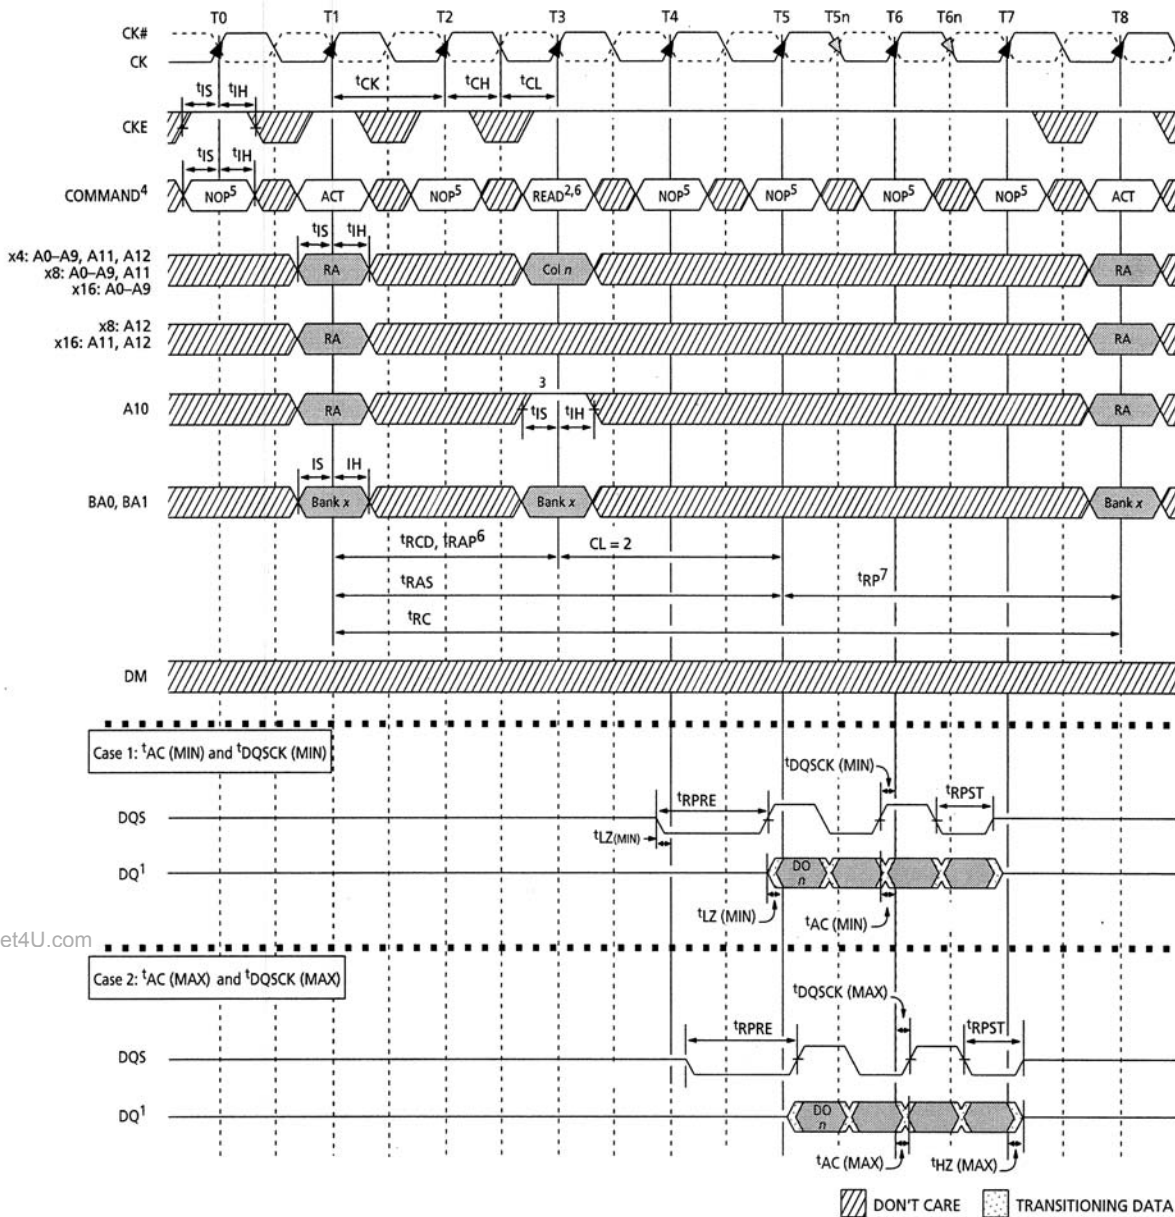 T0 T1 T2 T3 T4 T5 T5n T6 T6n T7 T8
CK#
CK
tIS tIH tCK tCH tCL
CKE
tIS tIH
COMMAND4 NOP5 ACT NOP5 READ2,6 NOP5 NOP5 NOP5 NOP5 ACT
tIS tIH
x4: A0–A9, A11, A12
x8: A0–A9, A11
x16: A0–A9
RA Col n RA
x8: A12
x16: A11, A12
RA RA
3
A10 RA tIS tIH RA
IS IH
BA0, BA1 Bank x Bank x Bank x
tRCD, tRAP6 CL = 2
tRAS tRP7
tRC
DM
Case 1: tAC (MIN) and tDQSCK (MIN)
tDQSCK (MIN)
tRPRE tRPST
DQS
tLZ(MIN)
DQ1 DO n
tLZ (MIN) tAC (MIN)
et4U.com
Case 2: tAC (MAX) and tDQSCK (MAX)
tDQSCK (MAX)
tRPRE tRPST
DQS
DQ1 DO n
tAC (MAX) tHZ (MAX)
DON'T CARE TRANSITIONING DATA